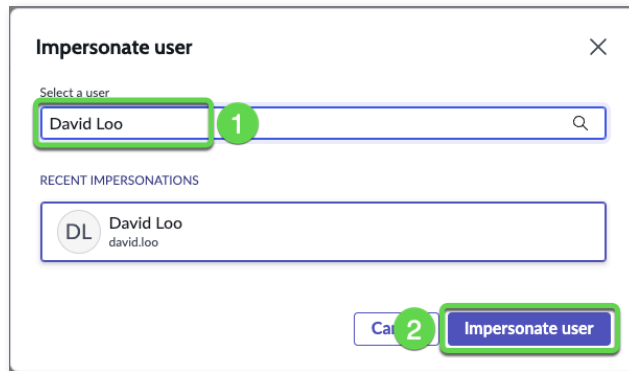 Impersonate user
Select a user
David Loo 1
RECENT IMPERSONATIONS
DL David Loo
david.loo
2 Impersonate user